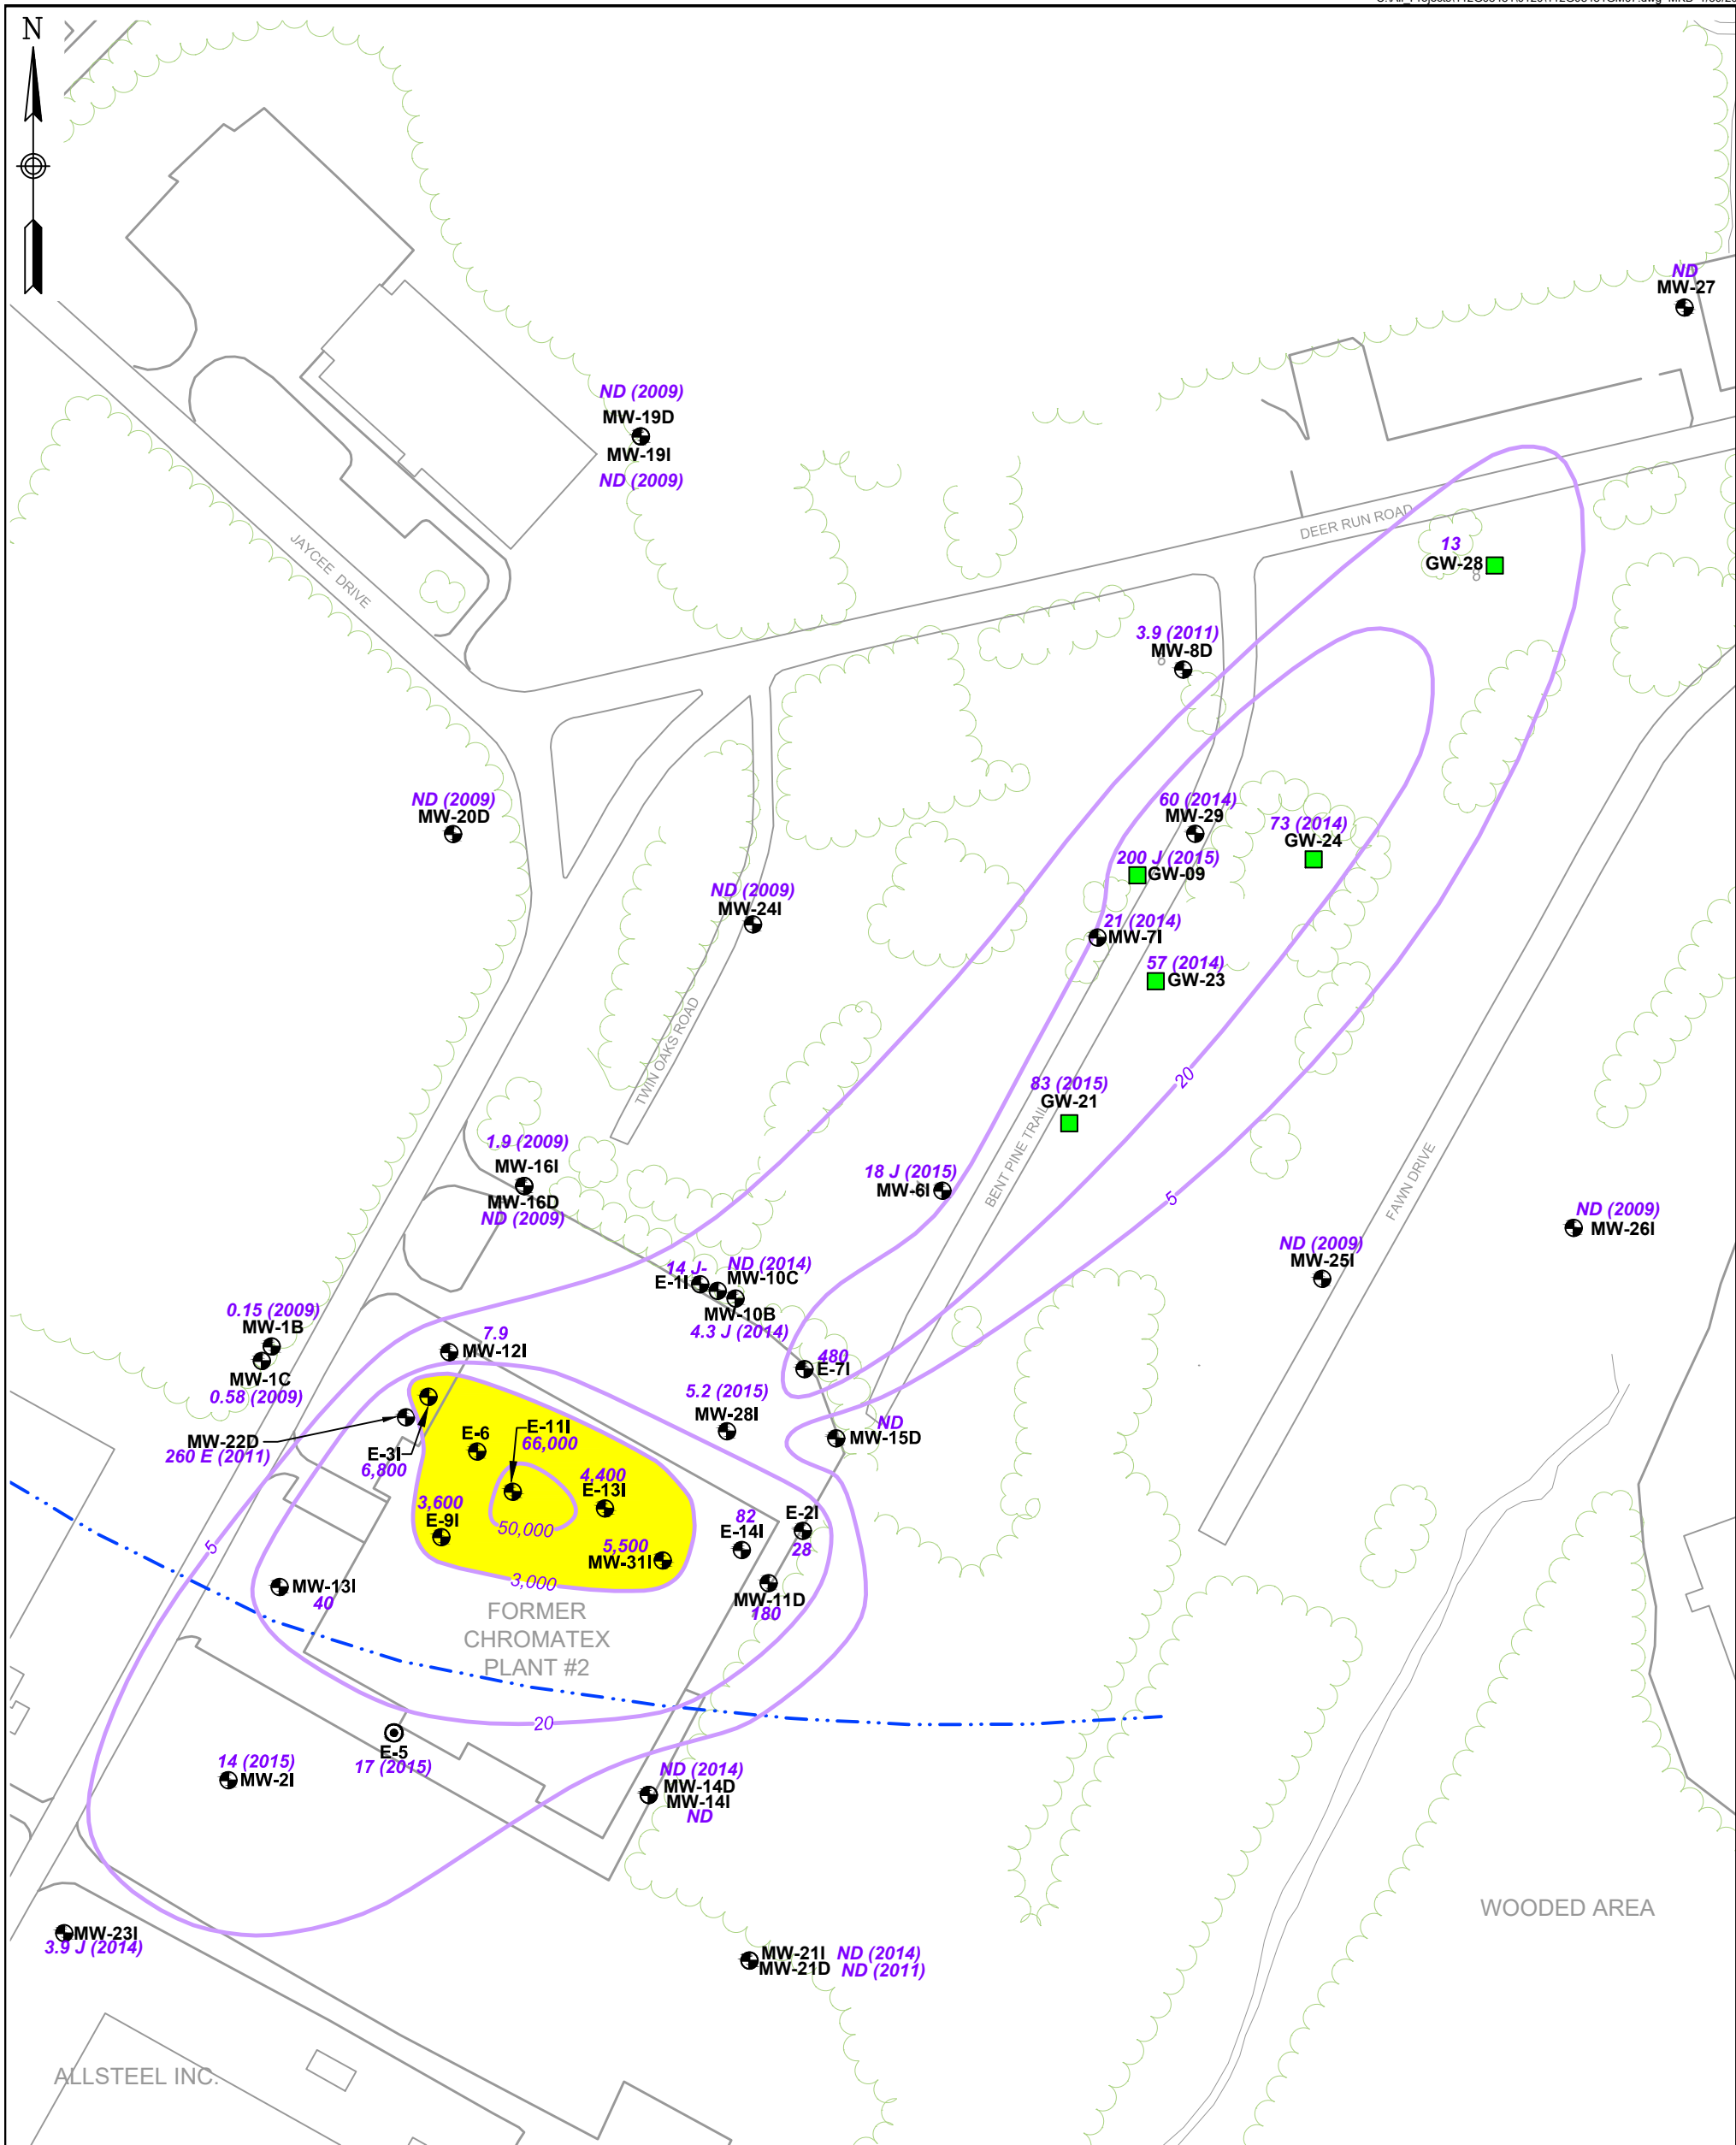 N
ND
MW-27
ND (2009)
MW-19D
MW-19I
ND (2009)
JAYCEE DRIVE
DEER RUN ROAD
13
GW-28
8
3.9 (2011)
MW-8D
8
ND (2009)
MW-20D
60 (2014)
MW-29
73 (2014)
GW-24
200 J (2015)
GW-09
ND (2009)
MW-24I
21 (2014)
MW-7I
57 (2014)
GW-23
TWIN OAKS ROAD
20
83 (2015)
GW-21
BENT PINE TRAIL
1.9 (2009)
MW-16I
MW-16D
ND (2009)
18 J (2015)
MW-6I
5
FAWN DRIVE
ND (2009)
MW-26I
ND (2009)
MW-25I
14 J-
E-1I
ND (2014)
MW-10C
MW-10B
4.3 J (2014)
0.15 (2009)
MW-1B
MW-1C
0.58 (2009)
7.9
MW-12I
480
E-7I
5.2 (2015)
MW-28I
ND
MW-15D
MW-22D
260 E (2011)
E-3I
6,800
E-6
E-11I
66,000
4,400
E-13I
3,600
E-9I
50,000
5,500
MW-31I
3,000
82
E-14I
E-2I
28
MW-11D
180
5
MW-13I
40
FORMER
CHROMATEX
PLANT #2
20
E-5
17 (2015)
14 (2015)
MW-2I
ND (2014)
MW-14D
MW-14I
ND
WOODED AREA
MW-23I
3.9 J (2014)
MW-21I ND (2014)
MW-21D ND (2011)
ALLSTEEL INC.